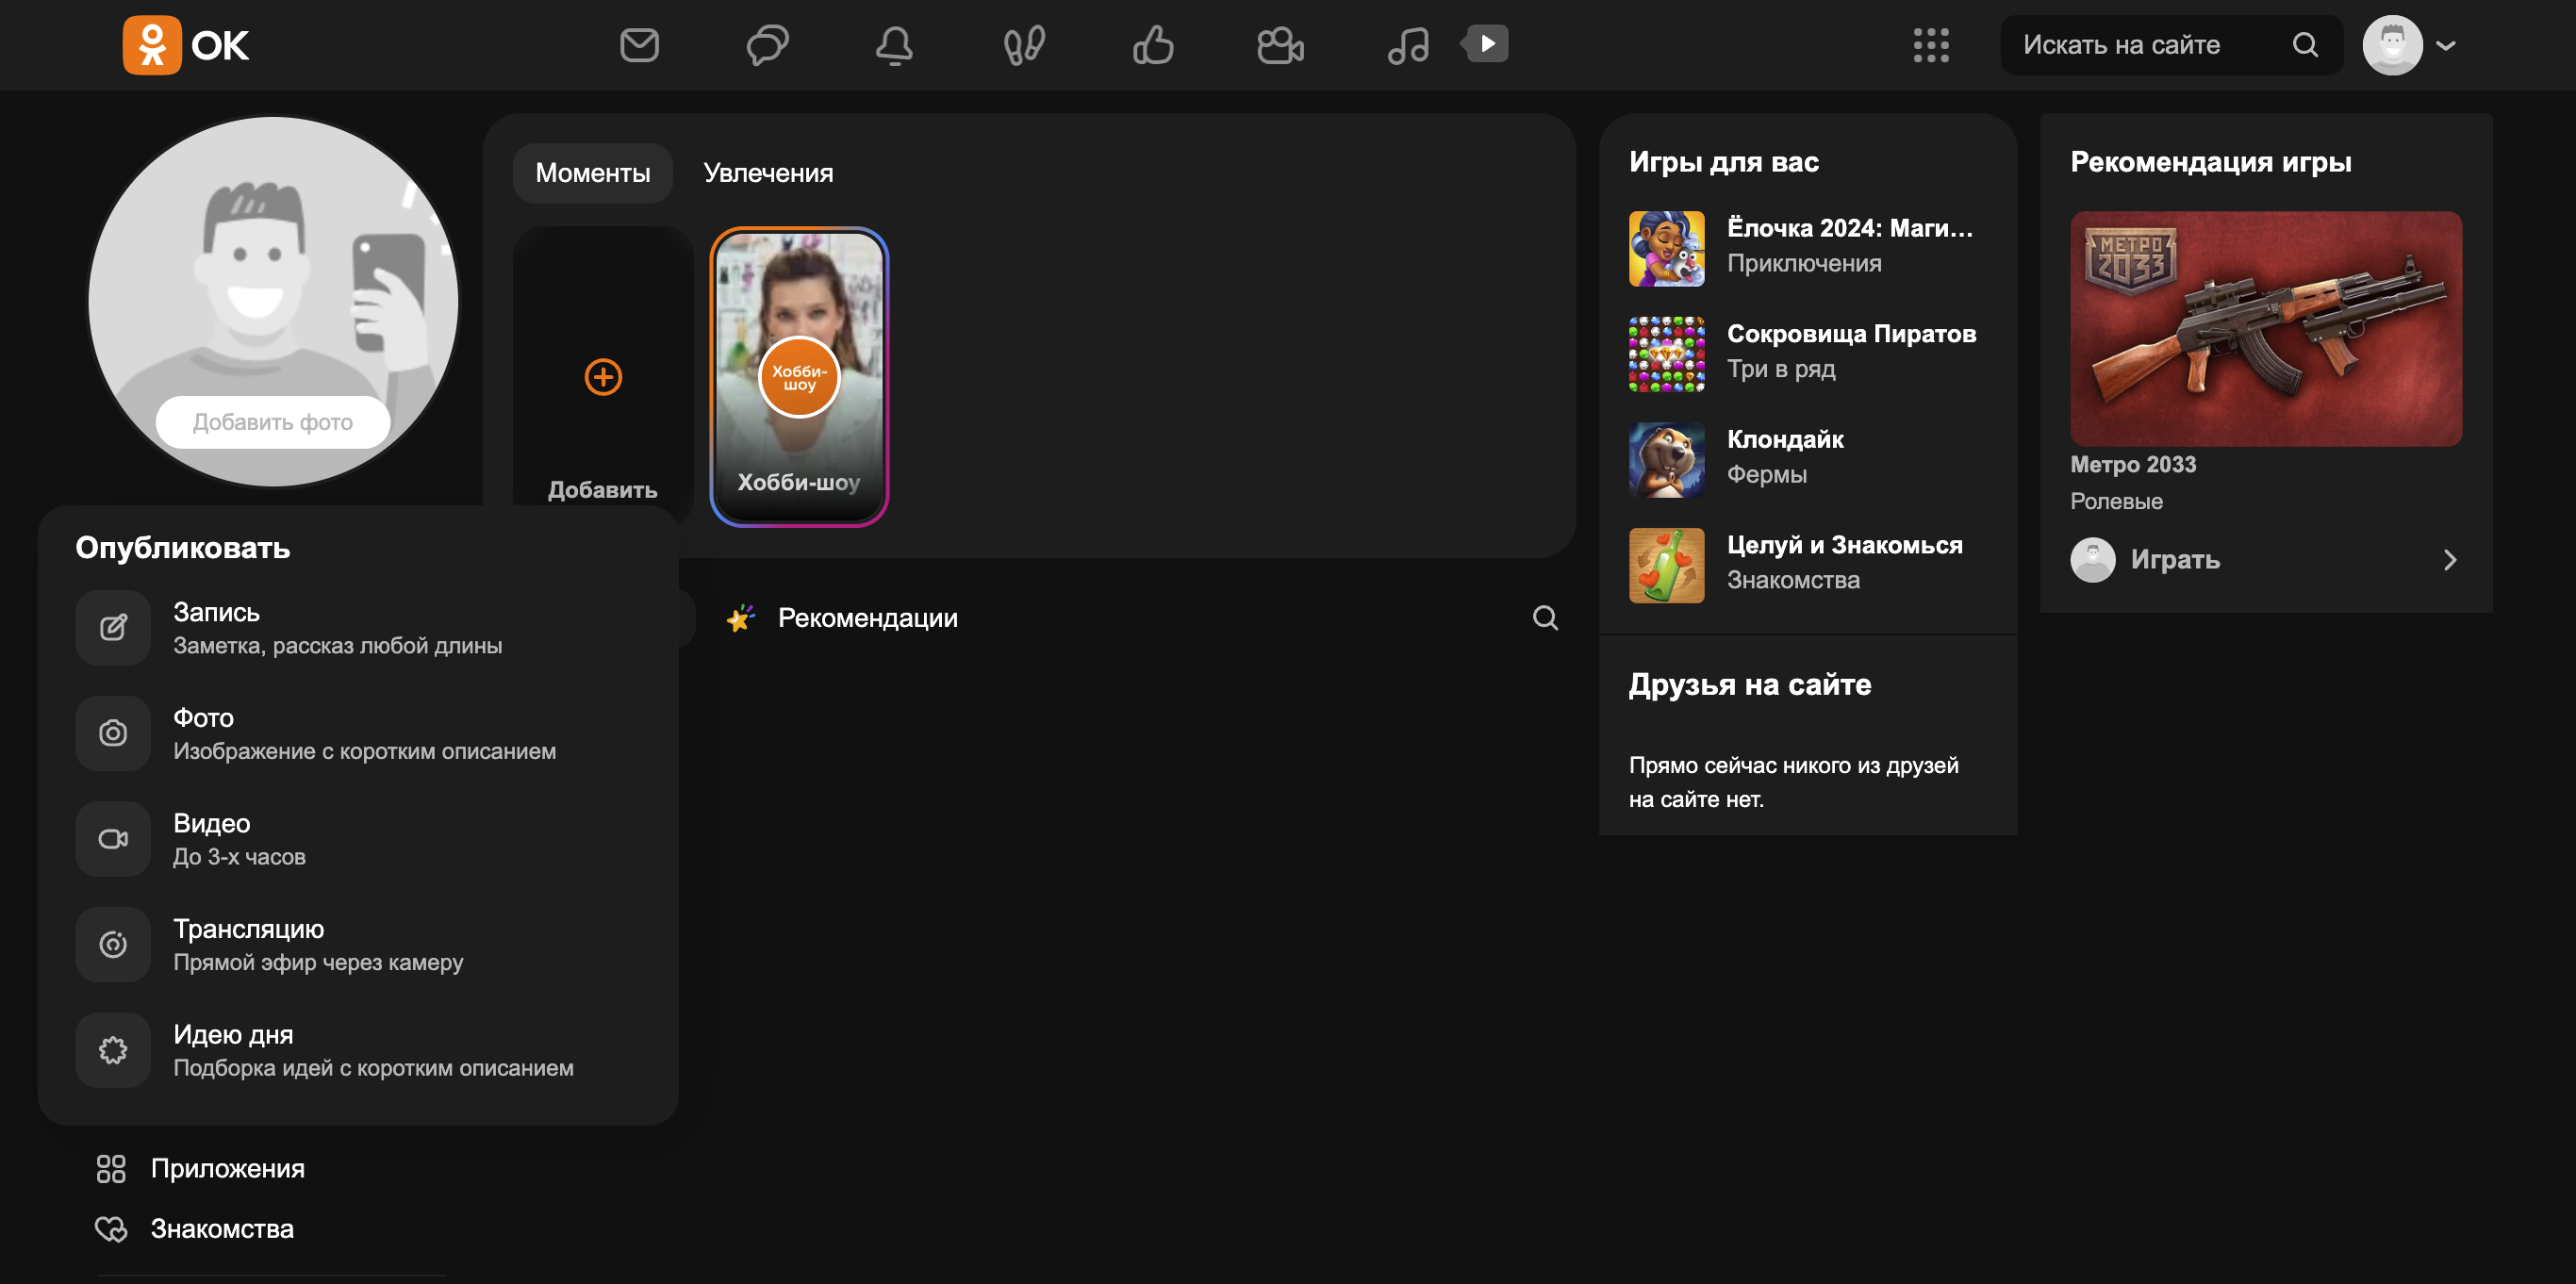 ОК
Искать на сайте
Добавить фото
Моменты
Увлечения
Добавить
Хобби-
шоу
Хобби-шоу
Опубликовать
Запись
Заметка, рассказ любой длины
Фото
Изображение с коротким описанием
Видео
До 3-х часов
Трансляцию
Прямой эфир через камеру
Идею дня
Подборка идей с коротким описанием
Приложения
Знакомства
Рекомендации
Игры для вас
Ёлочка 2024: Маги...
Приключения
Сокровища Пиратов
Три в ряд
Клондайк
Фермы
Целуй и Знакомься
Знакомства
Друзья на сайте
Прямо сейчас никого из друзей
на сайте нет.
Рекомендация игры
МЕТРО
2033
Метро 2033
Ролевые
Играть